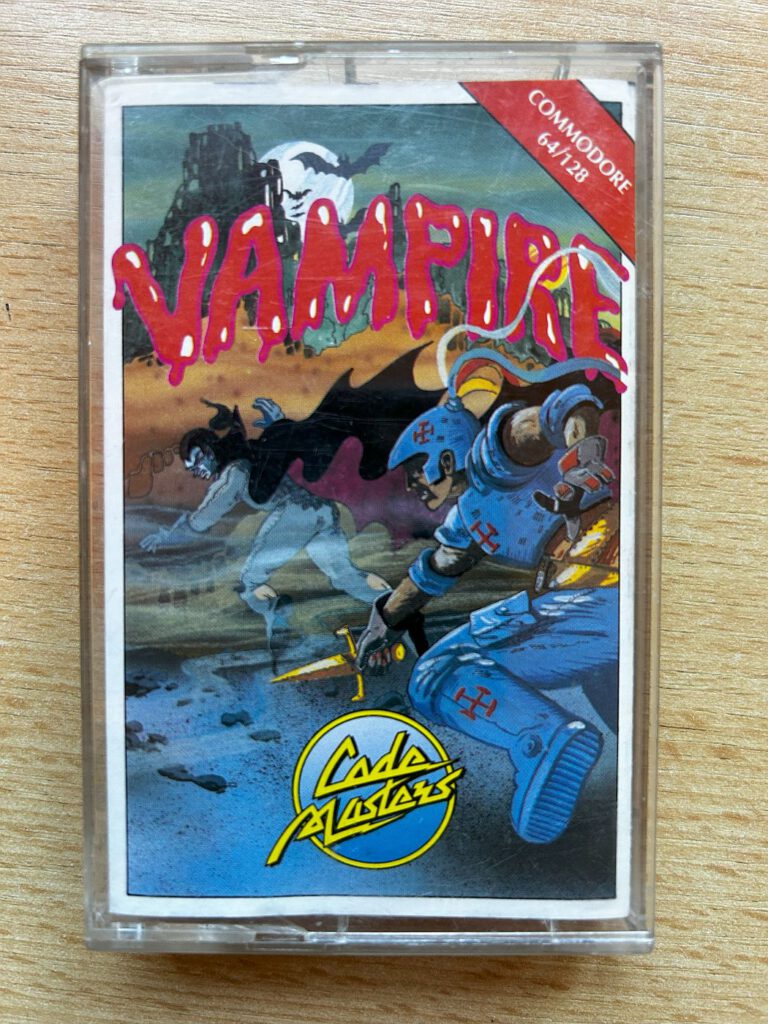 COMMODORE
64/128
VAMPIRE
Code
Masters